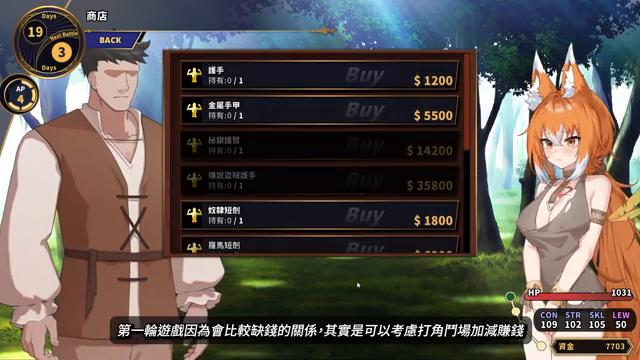 Days
19
Next Battle
3
Days
AP
4
商店
BACK
護手
持有:0 / 1
Buy
$ 1200
金屬手甲
持有:0 / 1
Buy
$ 5500
秘銀護臂
持有:0 / 1
$ 14200
傳說盜賊護手
持有:0 / 1
$ 35800
奴隸短劍
持有:0 / 1
Buy
$ 1800
羅馬短劍
HP 1031
CON STR SKL LEW
109 102 105 50
資金 7703
第一輪遊戲因為會比較缺錢的關係,其實是可以考慮打角鬥場加減賺錢